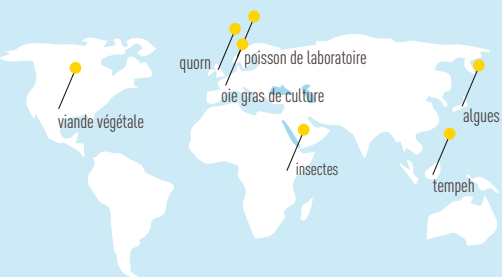 quorn
poisson de laboratoire
oie gras de culture
viande végétale
algues
insectes
tempeh